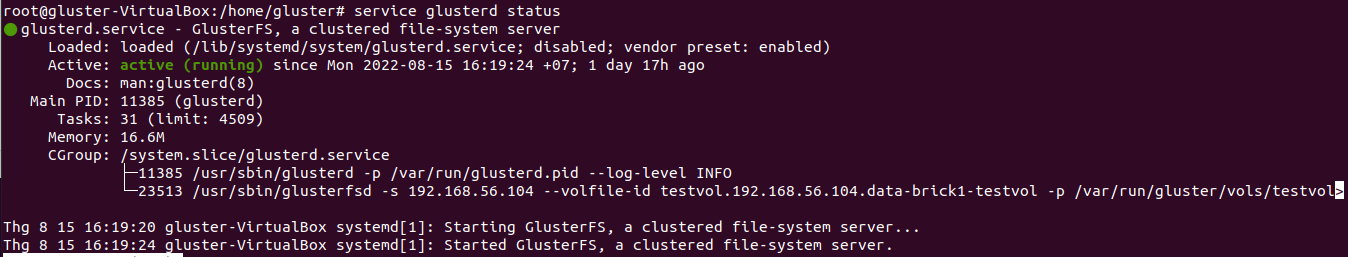 root@gluster-VirtualBox:/home/gluster# service glusterd status
● glusterd.service - GlusterFS, a clustered file-system server
Loaded: loaded (/lib/systemd/system/glusterd.service; disabled; vendor preset: enabled)
Active: active (running) since Mon 2022-08-15 16:19:24 +07; 1 day 17h ago
Docs: man:glusterd(8)
Main PID: 11385 (glusterd)
Tasks: 31 (limit: 4509)
Memory: 16.6M
CGroup: /system.slice/glusterd.service
├─11385 /usr/sbin/glusterd -p /var/run/glusterd.pid --log-level INFO
└─23513 /usr/sbin/glusterfsd -s 192.168.56.104 --volfile-id testvol.192.168.56.104.data-brick1-testvol -p /var/run/gluster/vols/testvol>
Thg 8 15 16:19:20 gluster-VirtualBox systemd[1]: Starting GlusterFS, a clustered file-system server...
Thg 8 15 16:19:24 gluster-VirtualBox systemd[1]: Started GlusterFS, a clustered file-system server.